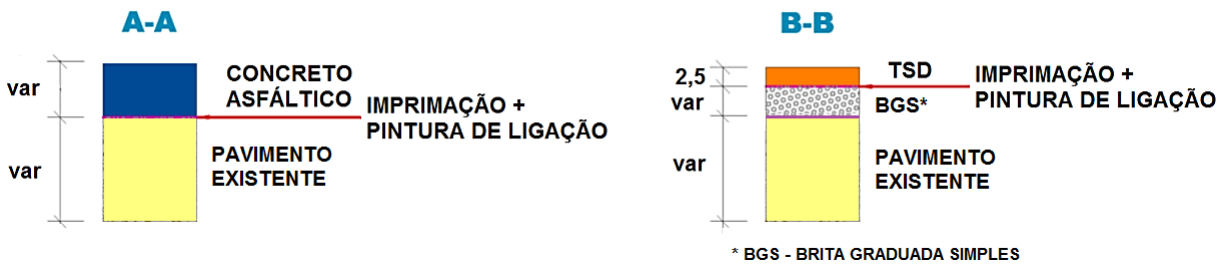 A-A
var
CONCRETO
ASFÁLTICO
IMPRIMAÇÃO +
PINTURA DE LIGAÇÃO
var
PAVIMENTO
EXISTENTE
B-B
2,5
TSD
IMPRIMAÇÃO +
PINTURA DE LIGAÇÃO
var
BGS*
var
PAVIMENTO
EXISTENTE
* BGS - BRITA GRADUADA SIMPLES